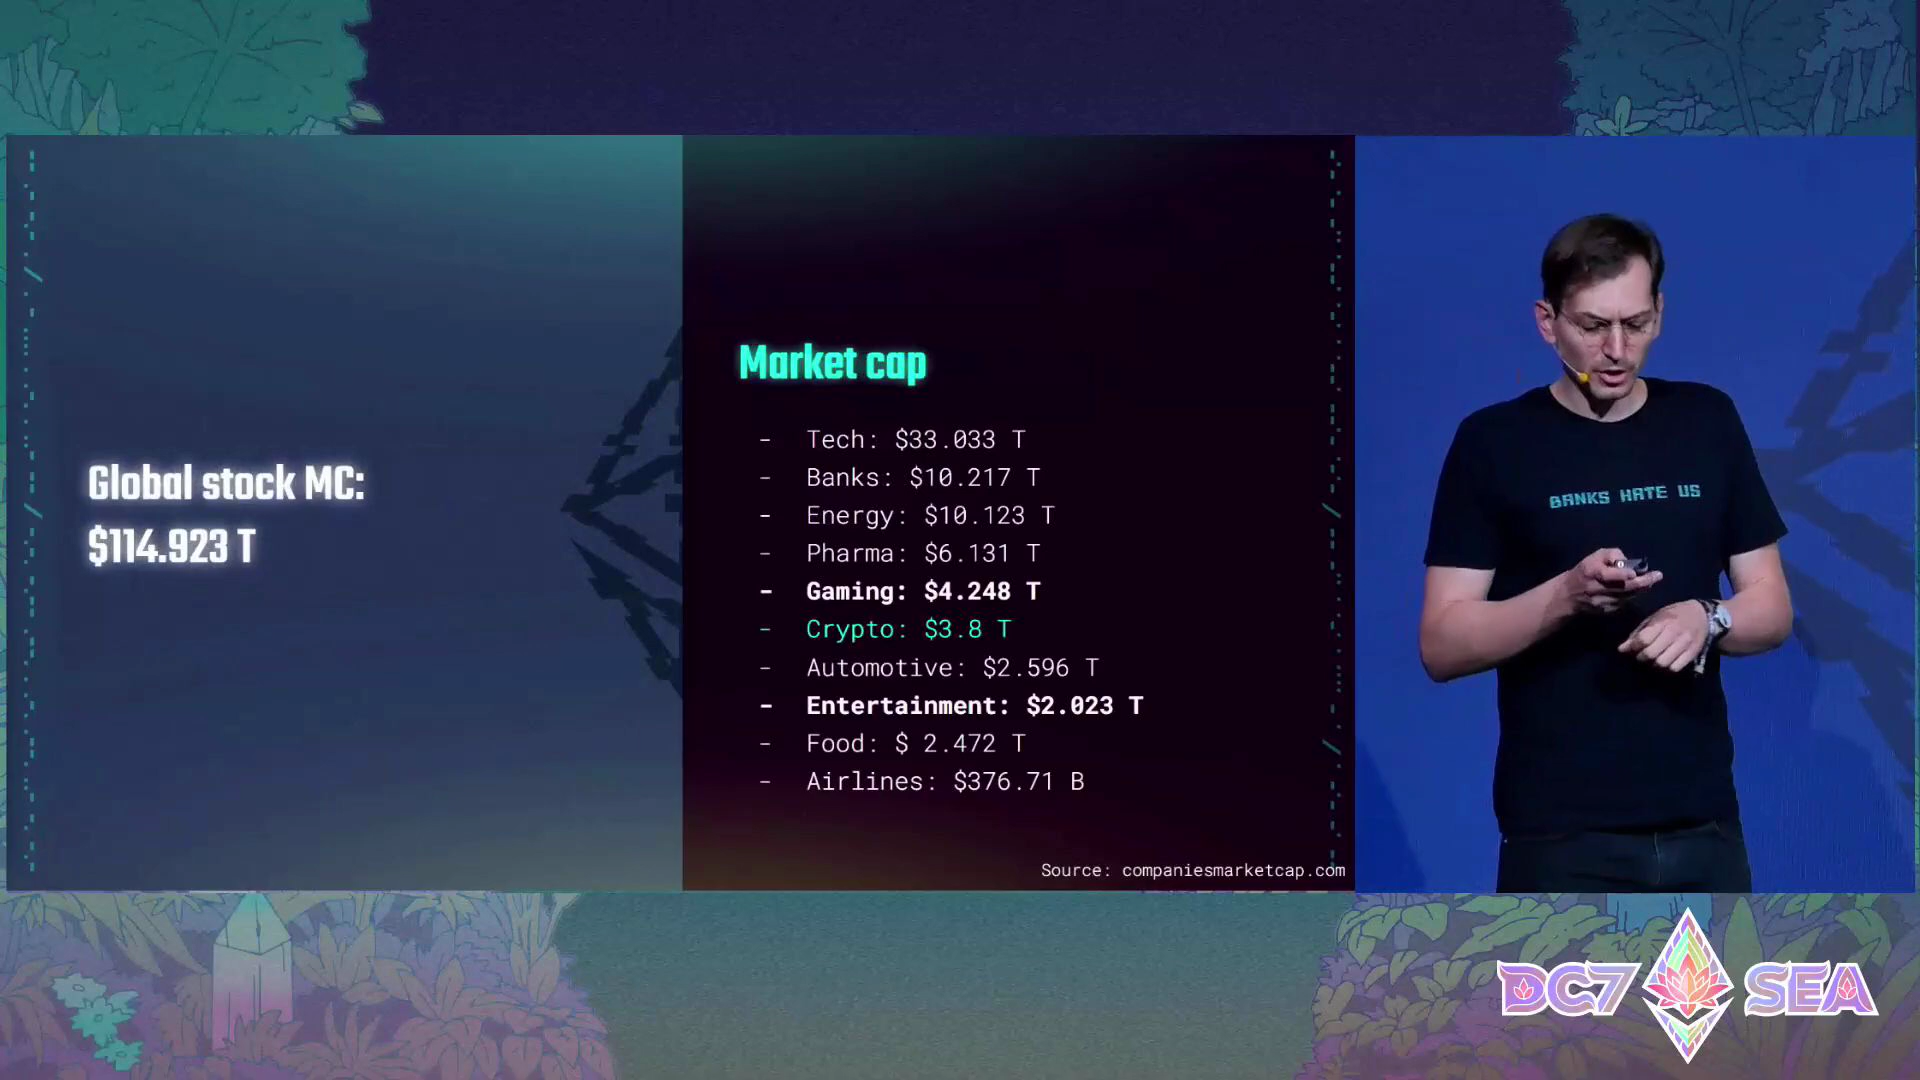 Global stock MC:
$114.923 T
Market cap
- Tech: $33.033 T
- Banks: $10.217 T
- Energy: $10.123 T
- Pharma: $6.131 T
- Gaming: $4.248 T
- Crypto: $3.8 T
- Automotive: $2.596 T
- Entertainment: $2.023 T
- Food: $ 2.472 T
- Airlines: $376.71 B
Source: companiesmarketcap.com
BANKS HATE US
DC7 SEA